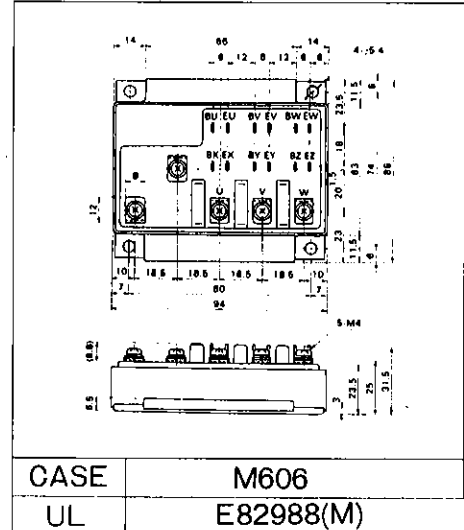 14 66 14 4-φ5.4
6 12 6 12 6 6
BU EU BV EV BW EW
BX EX BY EY BZ EZ
U V W
8
12
23.5 11.5 6
18
1.5 63 74 86
20
23 11.5 6
10 18.5 18.5 18.5 18.5 10
7 80 7
94
5-M4
(8.8)
6.5
3 23.5 25 31.5
CASE M606
UL E82988(M)